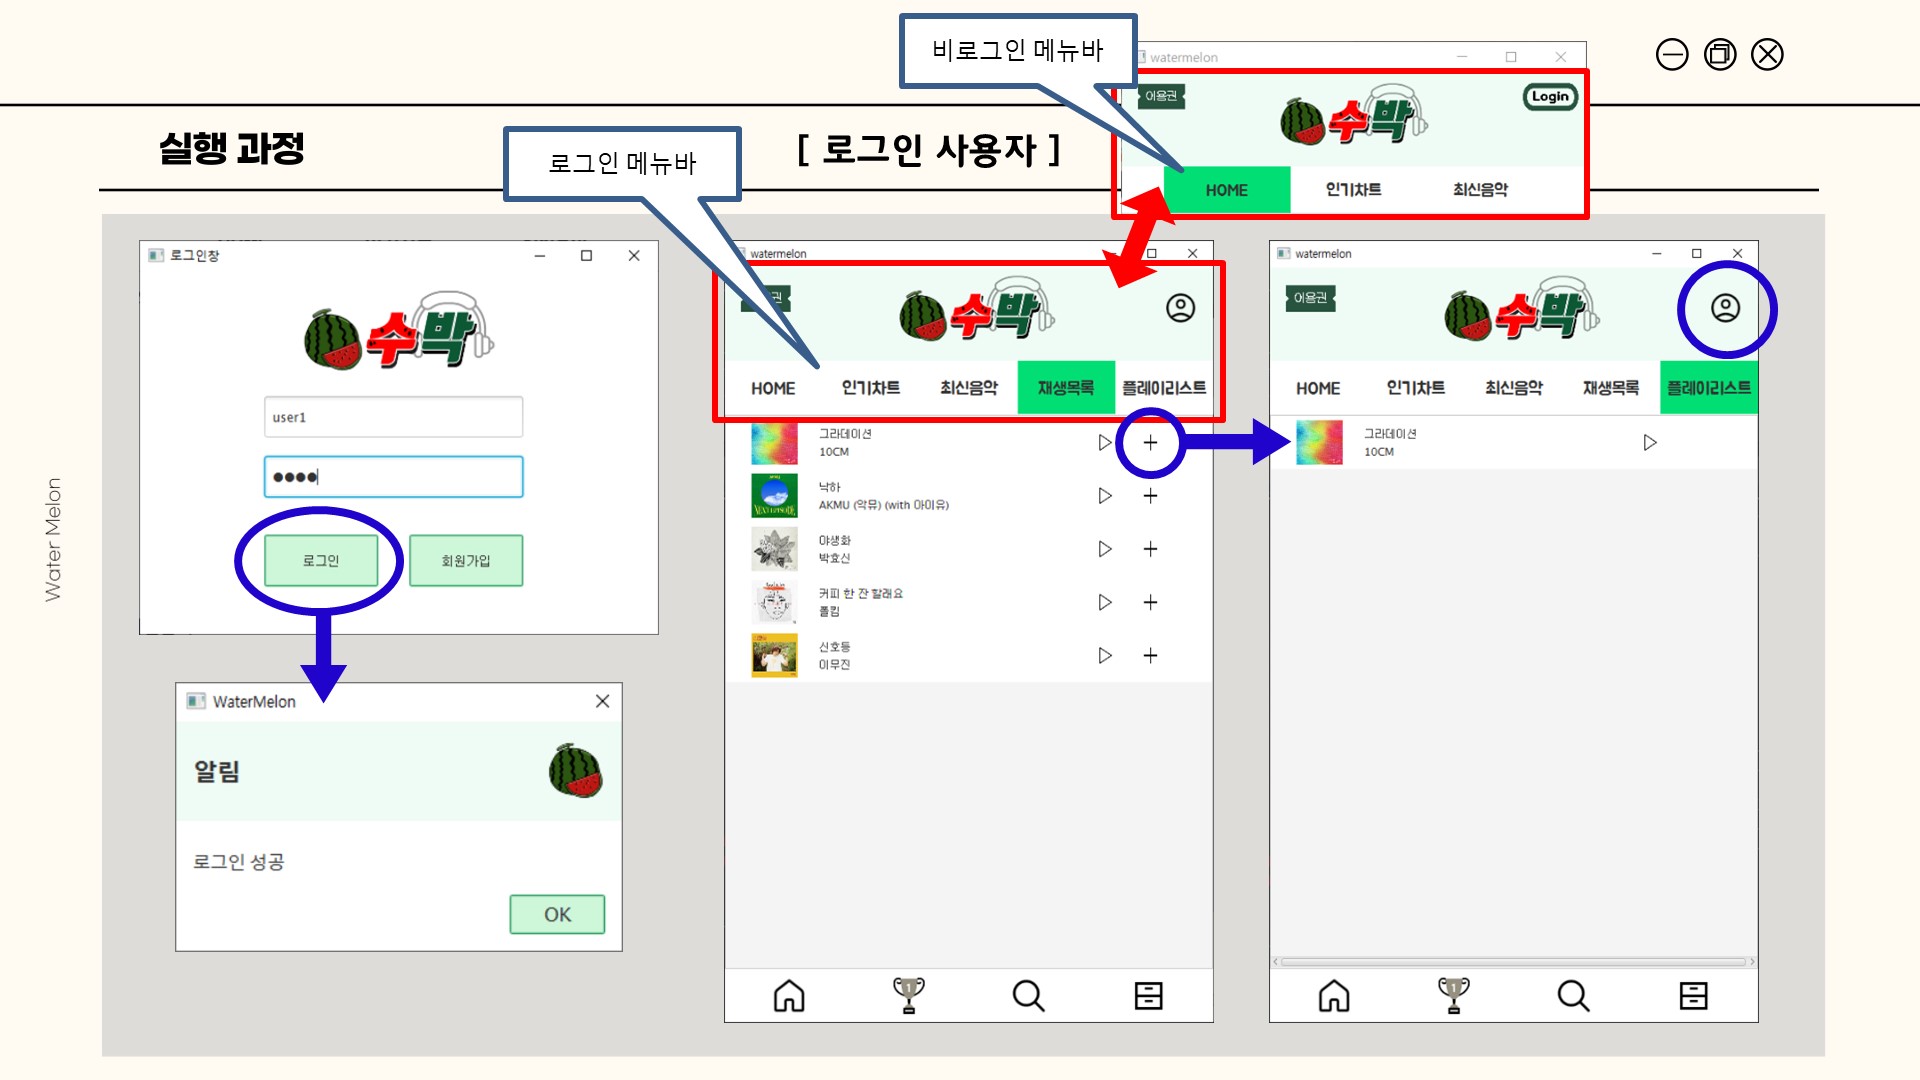 비로그인 메뉴바
watermelon
이용권
수박
Login
HOME 인기차트 최신음악
실행 과정
[ 로그인 사용자 ]
로그인 메뉴바
Water Melon
로그인창
수박
user1
로그인 회원가입
WaterMelon
알림
로그인 성공
OK
watermelon
권
수박
HOME 인기차트 최신음악 재생목록 플레이리스트
그라데이션
10CM
낙하
AKMU (악뮤) (with 아이유)
야생화
박효신
커피 한 잔 할래요
폴킴
신호등
이무진
1
watermelon
이용권
수박
HOME 인기차트 최신음악 재생목록 플레이리스트
그라데이션
10CM
1